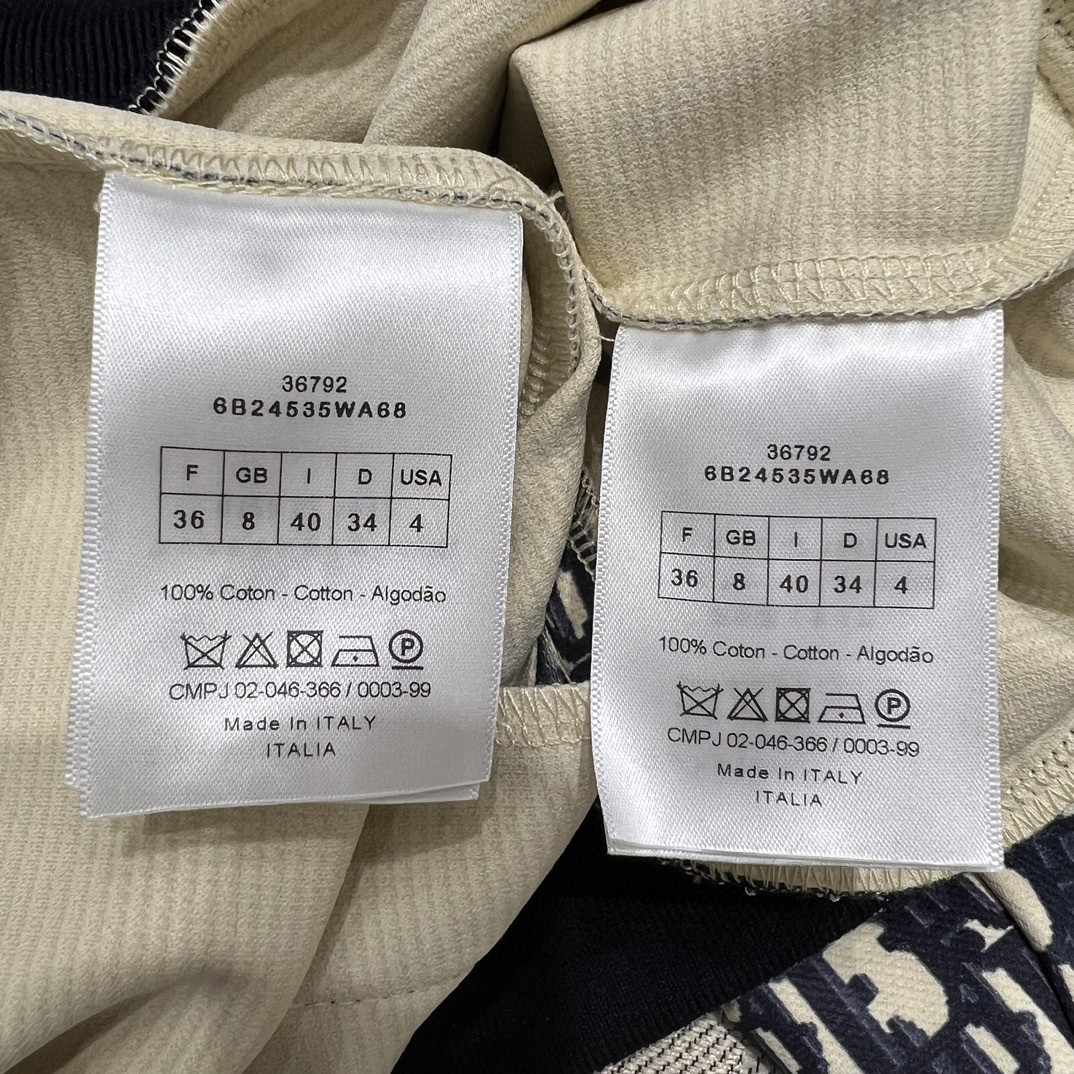 36792
6B24535WA68
F GB I D USA
36 8 40 34 4
100% Coton - Cotton - Algodão
P
CMPJ 02-046-366 / 0003-99
Made In ITALY
ITALIA
36792
6B24535WA68
F GB I D USA
36 8 40 34 4
100% Coton - Cotton - Algodão
P
CMPJ 02-046-366 / 0003-99
Made In ITALY
ITALIA